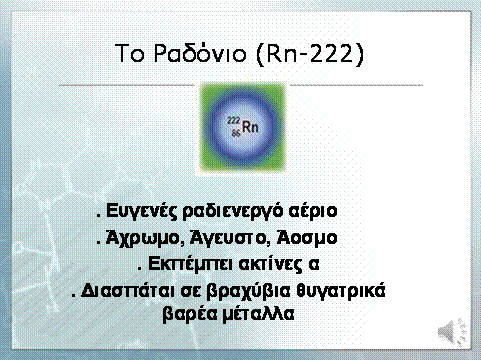 Το Ραδόνιο (Rn-222)
222
86 Rn
. Ευγενές ραδιενεργό αέριο
. Άχρωμο, Άγευστο, Άοσμο
. Εκπέμπει ακτίνες α
. Διασπάται σε βραχύβια θυγατρικά
βαρέα μέταλλα